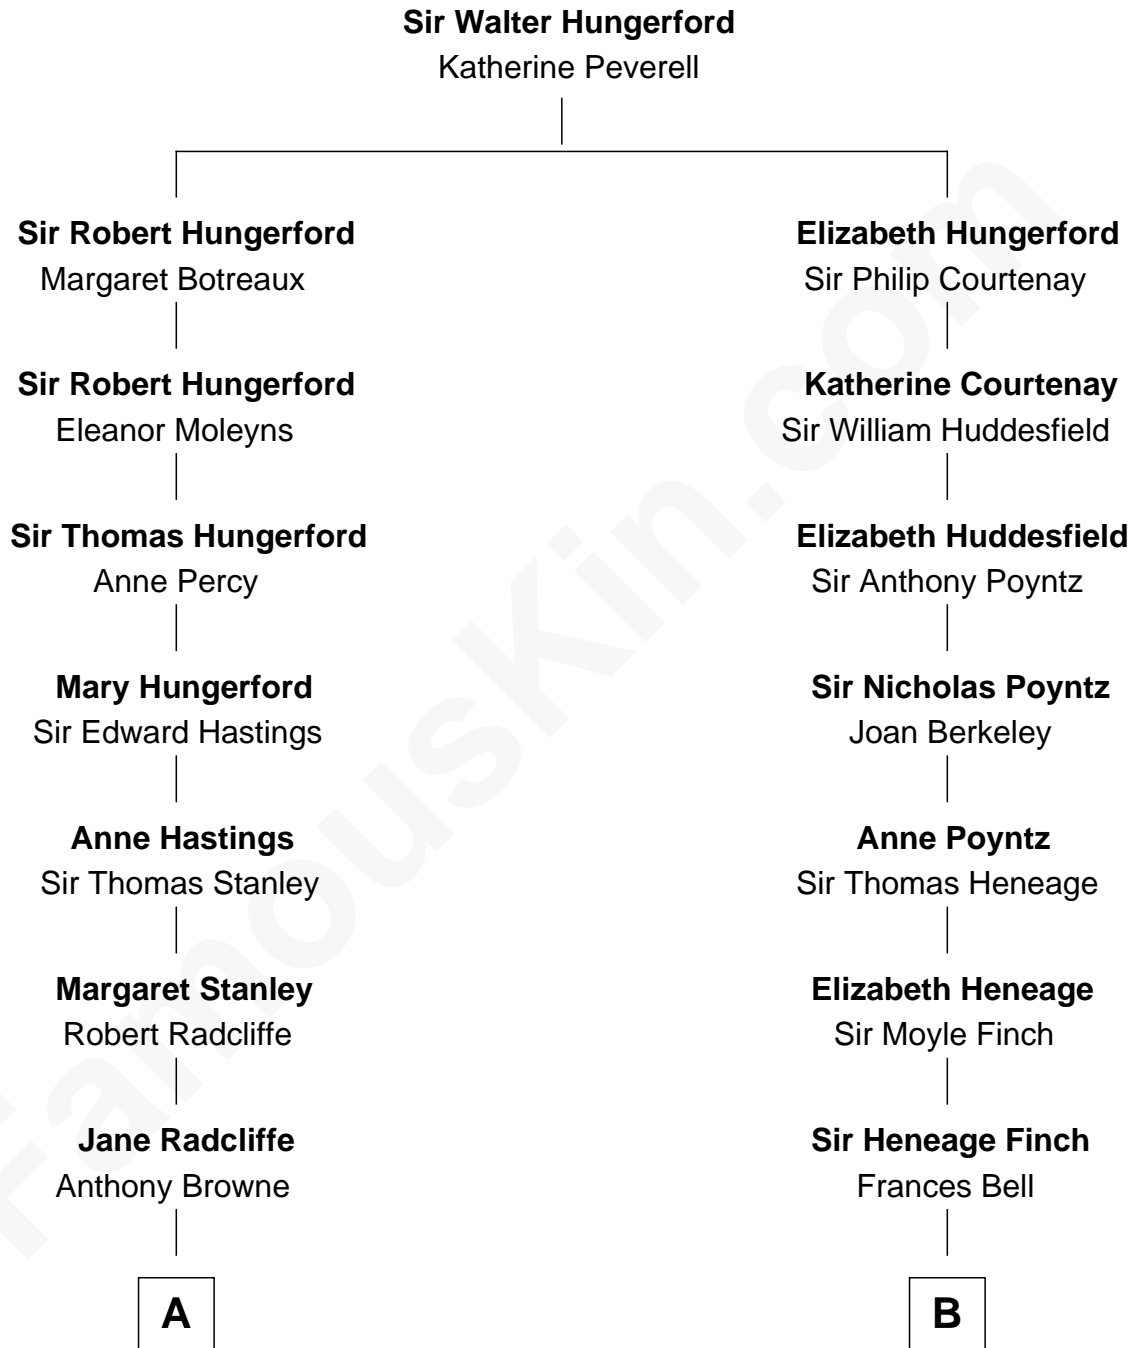 Sir Walter Hungerford
Katherine Peverell
Sir Robert Hungerford
Margaret Botreaux
Elizabeth Hungerford
Sir Philip Courtenay
Sir Robert Hungerford
Eleanor Moleyns
Katherine Courtenay
Sir William Huddesfield
Sir Thomas Hungerford
Anne Percy
Elizabeth Huddesfield
Sir Anthony Poyntz
Mary Hungerford
Sir Edward Hastings
Sir Nicholas Poyntz
Joan Berkeley
Anne Hastings
Sir Thomas Stanley
Anne Poyntz
Sir Thomas Heneage
Margaret Stanley
Robert Radcliffe
Elizabeth Heneage
Sir Moyle Finch
Jane Radcliffe
Anthony Browne
Sir Heneage Finch
Frances Bell
A
B
FamousKin.com